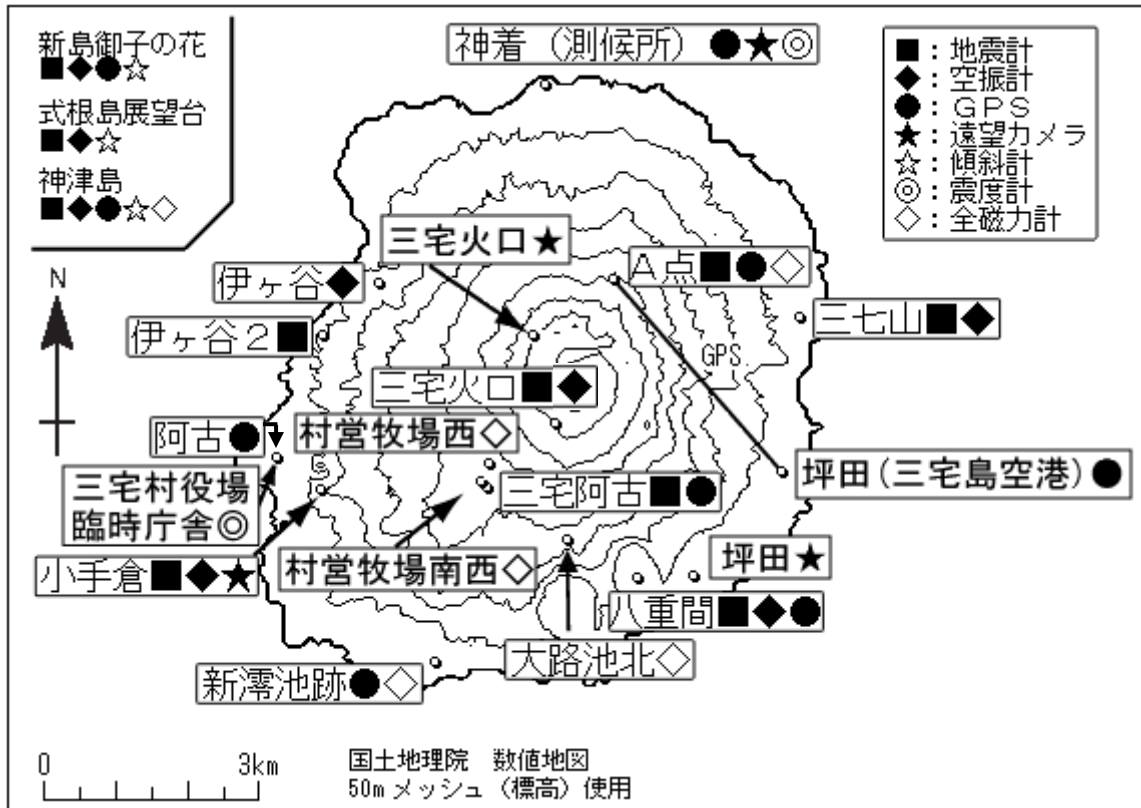 新島御子の花
■◆●☆
式根島展望台
■◆☆
神津島
■◆●☆◇
神着（測候所）●★◎
■：地震計
◆：空振計
●：ＧＰＳ
★：遠望カメラ
☆：傾斜計
◎：震度計
◇：全磁力計
三宅火口★
Ａ点■●◇
伊ヶ谷◆
N
三七山■◆
伊ヶ谷２■
GPS
三宅火口■◆
阿古●
村営牧場西◇
三宅村役場
臨時庁舎◎
三宅阿古■●
坪田(三宅島空港)●
小手倉■◆★
村営牧場南西◇
坪田★
八重間■◆●
大路池北◇
新澪池跡●◇
0 3km
国土地理院 数値地図
50mメッシュ（標高）使用